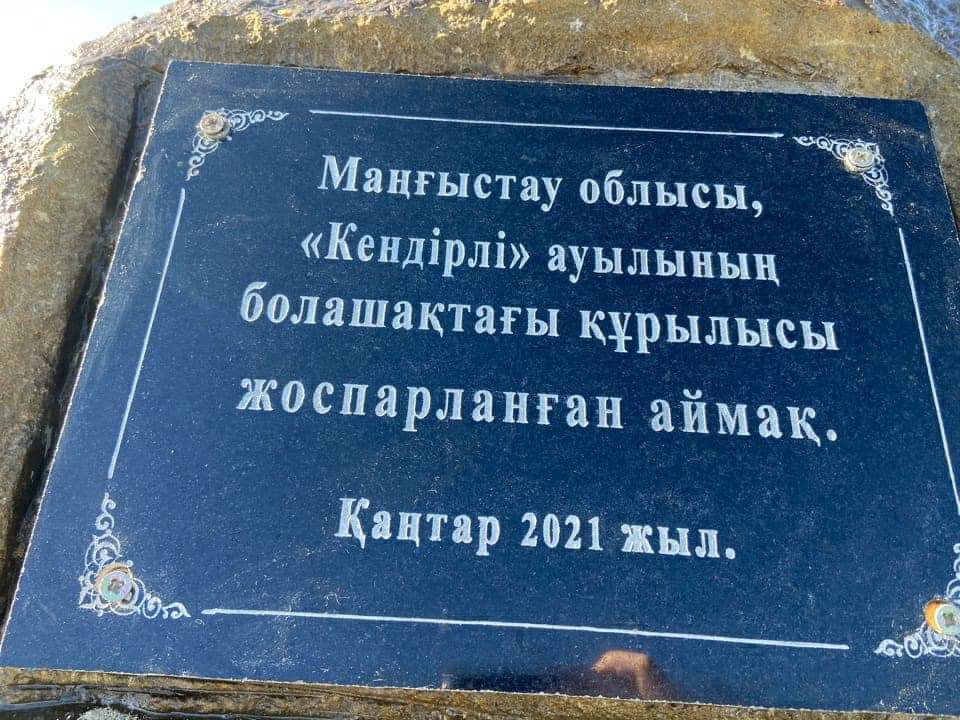 Маңғыстау облысы,
«Кендірлі» ауылының
болашақтағы құрылысы
жоспарланған аймақ.
Қаңтар 2021 жыл.